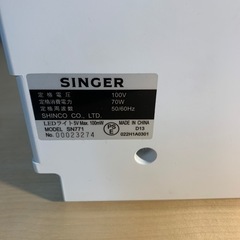 SINGER
定格電圧 100V
定格消費電力 70W
定格周波数 50/60Hz
SHINCO CO., LTD.
LEDライト 5V Max. 100mW MADE IN CHINA
MODEL SN771 D13
No. 00023274 022H1A0301